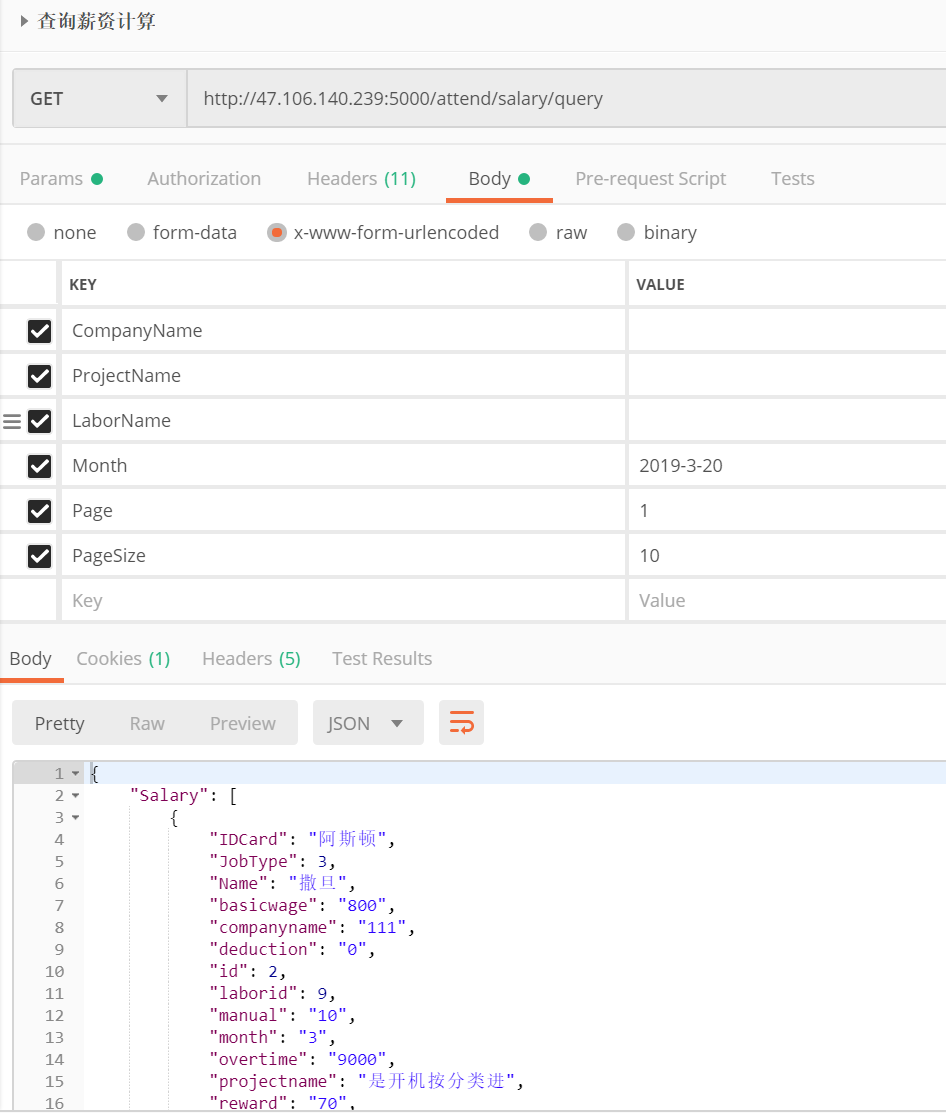 查询薪资计算
GET http://47.106.140.239:5000/attend/salary/query
Params Authorization Headers (11) Body Pre-request Script Tests
none form-data x-www-form-urlencoded raw binary
KEY VALUE
CompanyName
ProjectName
LaborName
Month 2019-3-20
Page 1
PageSize 10
Key Value
Body Cookies (1) Headers (5) Test Results
Pretty Raw Preview JSON
1 {
2 "Salary": [
3 {
4 "IDCard": "阿斯顿",
5 "JobType": 3,
6 "Name": "撒旦",
7 "basicwage": "800",
8 "companyname": "111",
9 "deduction": "0",
10 "id": 2,
11 "laborid": 9,
12 "manual": "10",
13 "month": "3",
14 "overtime": "9000",
15 "projectname": "是开机按分类进",
16 "reward": "70",